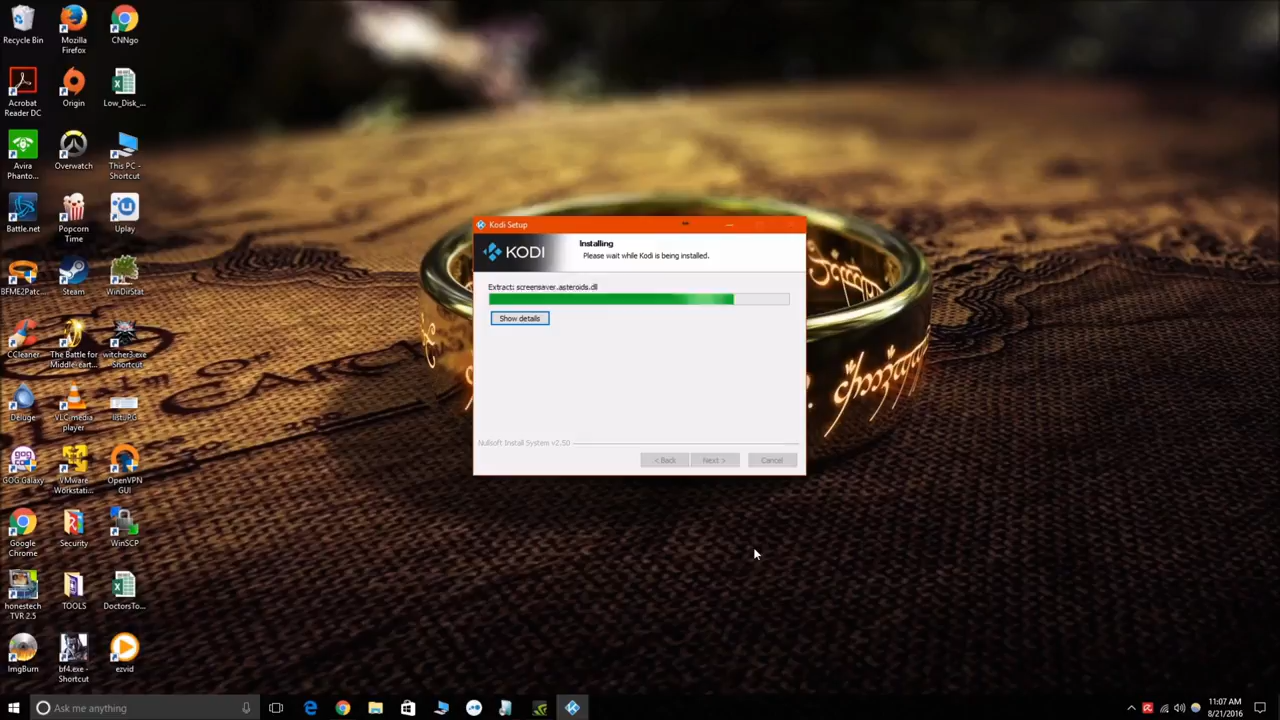 Recycle Bin
Mozilla
Firefox
CNNgo
Acrobat
Reader DC
Origin
Low_Disk_...
Avira
Phanto...
Overwatch
This PC -
Shortcut
Battle.net
Popcorn
Time
Uplay
BFME2Patc...
Steam
WinDirStat
CCleaner
The Battle for
Middle-eart...
witcher3.exe
- Shortcut
Deluge
VLC media
player
GOG Galaxy
VMware
Workstati...
OpenVPN
GUI
Google
Chrome
Security
WinSCP
honestech
TVR 2.5
TOOLS
DoctorsTo...
ImgBurn
bf4.exe -
Shortcut
ezvid
Kodi Setup
KODI
Installing
Please wait while Kodi is being installed.
Extract: screensaver.asteroids.dll
Show details
Nullsoft Install System v2.50
< Back
Next >
Cancel
Ask me anything
11:07 AM
8/21/2016